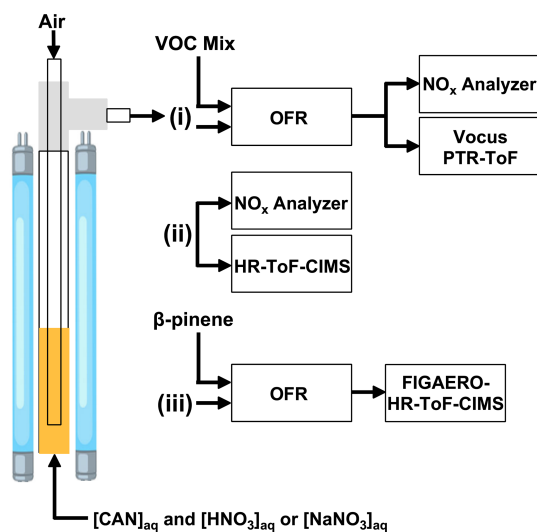 Air
VOC Mix
(i)
OFR
NOₓ Analyzer
Vocus
PTR-ToF
(ii)
NOₓ Analyzer
HR-ToF-CIMS
β-pinene
(iii)
OFR
FIGAERO-
HR-ToF-CIMS
[CAN]aq and [HNO₃]aq or [NaNO₃]aq